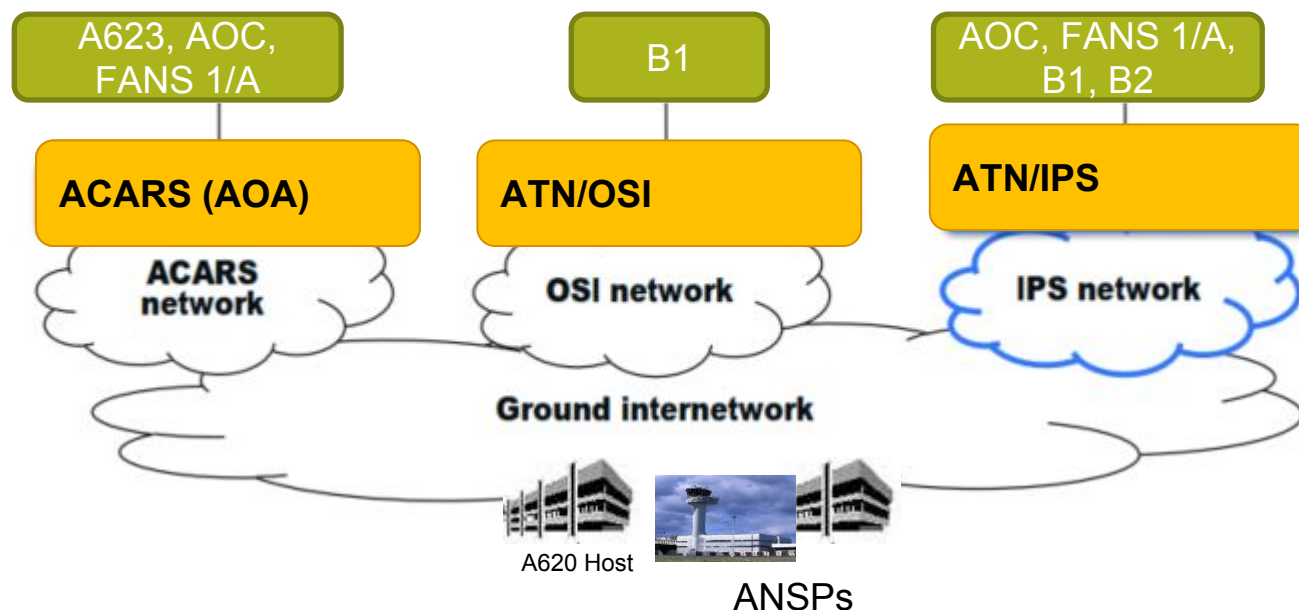 A623, AOC,
FANS 1/A
B1
AOC, FANS 1/A,
B1, B2
ACARS (AOA)
ATN/OSI
ATN/IPS
ACARS
network
OSI network
IPS network
Ground internetwork
A620 Host
ANSPs